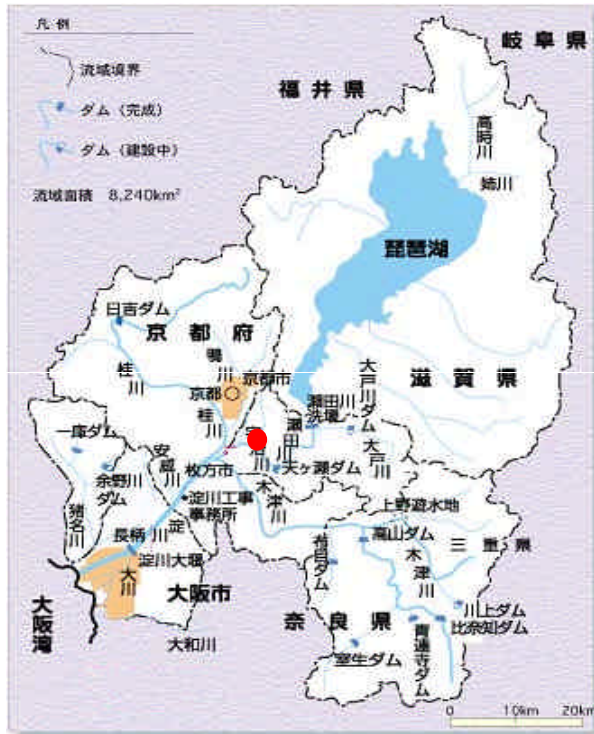 凡例
流域境界
ダム（完成）
ダム（建設中）
流域面積 8,240km²
岐阜県
福井県
高時川
姉川
琵琶湖
日吉ダム
京都府
鴨川
桂川
京都
京都市
桂川
滋賀県
大戸川ダム
瀬田川
洗堰
瀬田川
大戸川
天ヶ瀬ダム
一庫ダム
余野川
ダム
安威川
枚方市
木津川
淀川工事
事務所
猪名川
長柄
淀川
淀川大堰
大川
大阪市
大阪湾
大和川
上野遊水地
高山ダム
三重県
木津川
奈良県
川上ダム
比奈知ダム
青蓮寺ダム
室生ダム
0 10km 20km